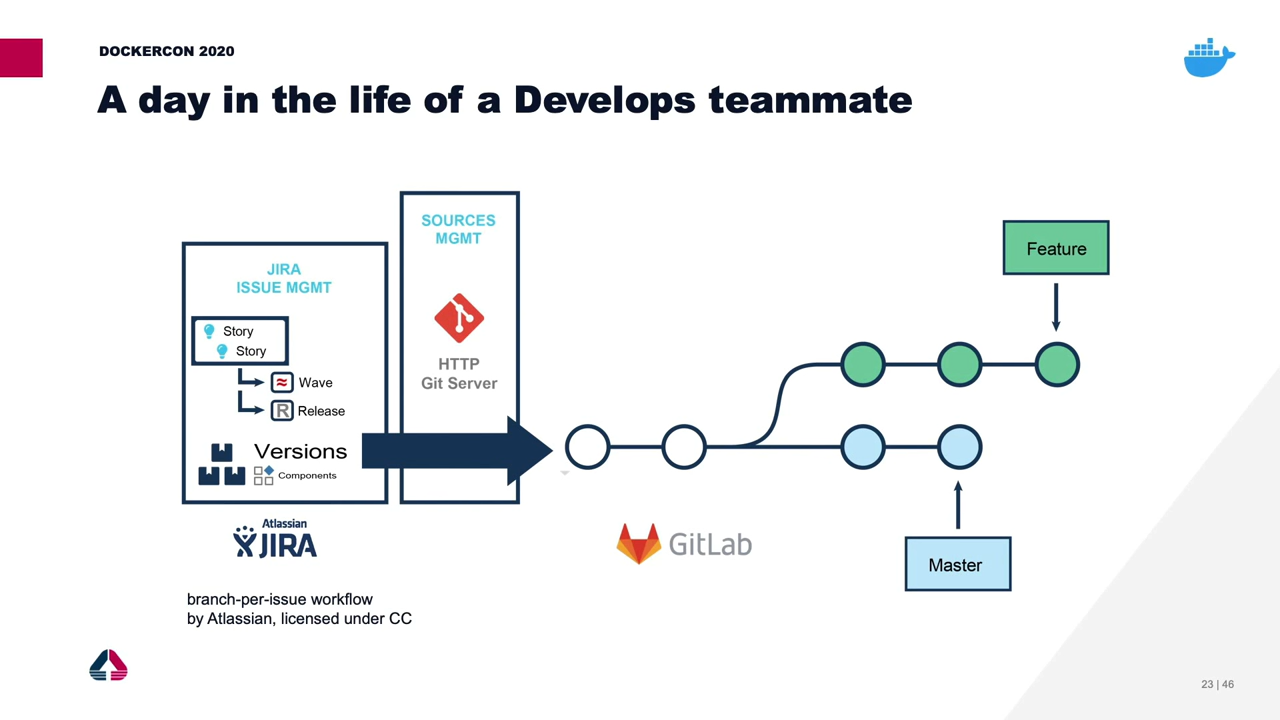 DOCKERCON 2020
A day in the life of a Develops teammate
SOURCES
MGMT
HTTP
Git Server
JIRA
ISSUE MGMT
Story
Story
Wave
R Release
Versions
Components
Atlassian
JIRA
branch-per-issue workflow
by Atlassian, licensed under CC
GitLab
Feature
Master
23 | 46